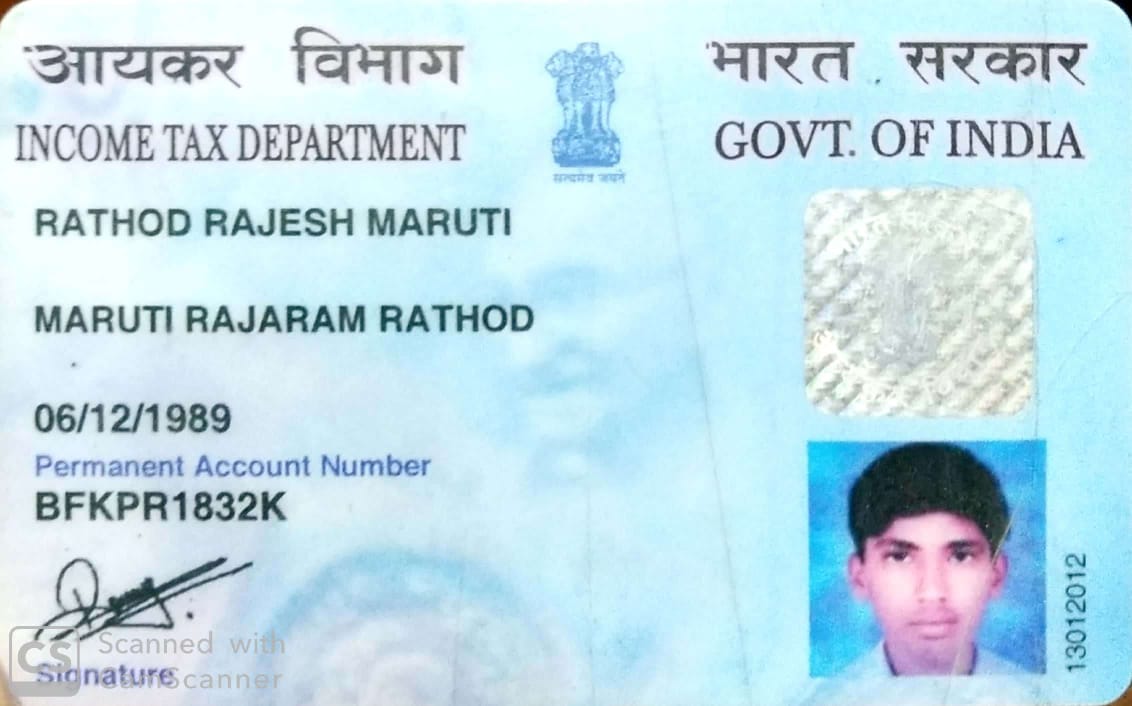 आयकर विभाग
INCOME TAX DEPARTMENT
भारत सरकार
GOVT. OF INDIA
सत्यमेव जयते
RATHOD RAJESH MARUTI
MARUTI RAJARAM RATHOD
06/12/1989
Permanent Account Number
BFKPR1832K
Signature
13012012
CS Scanned with
CamScanner